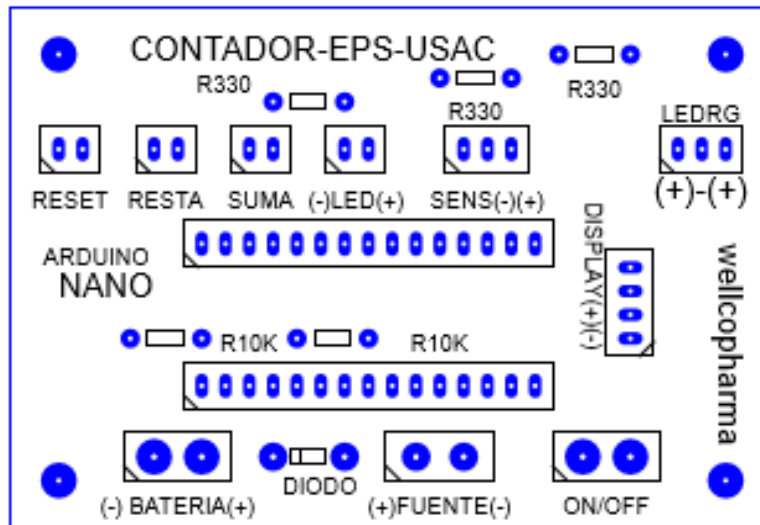 CONTADOR-EPS-USAC
R330
R330
R330
LEDRG
(+)-(+)
RESET
RESTA
SUMA
(-)LED(+)
SENS(-)(+)
ARDUINO
NANO
DISPLAY(+)(-)
wellcopharma
R10K
R10K
(-) BATERIA(+)
DIODO
(+)FUENTE(-)
ON/OFF